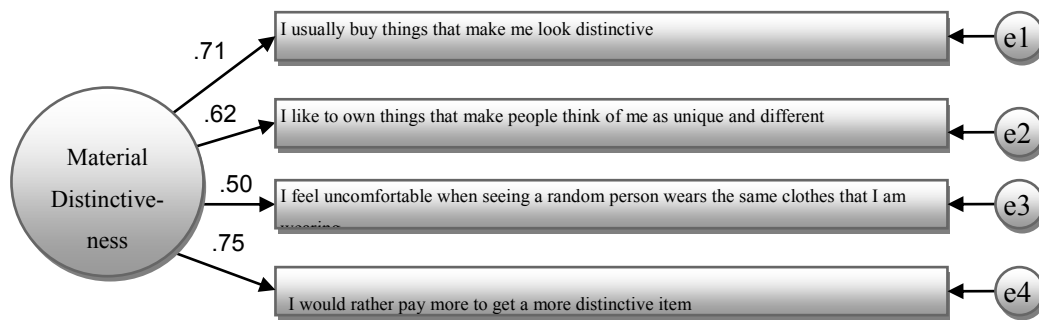 I usually buy things that make me look distinctive
e1
.71
.62
I like to own things that make people think of me as unique and different
e2
Material
Distinctive-
ness
.50
I feel uncomfortable when seeing a random person wears the same clothes that I am
wearing
e3
.75
I would rather pay more to get a more distinctive item
e4